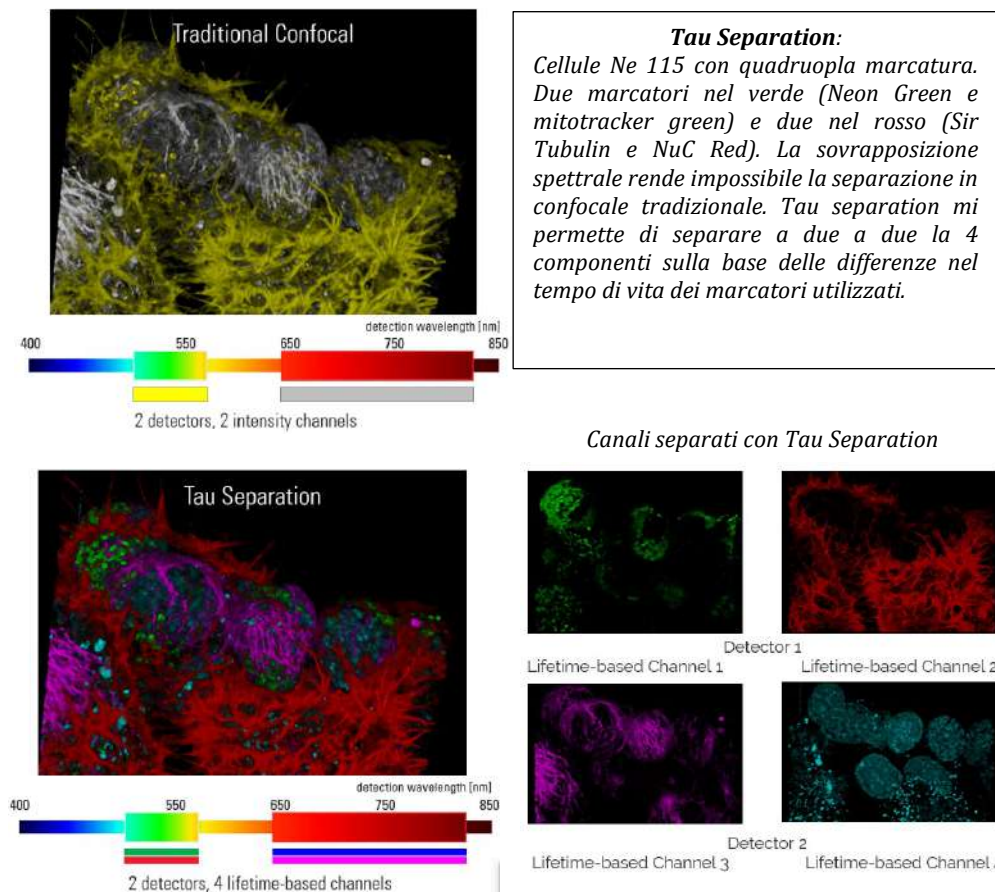 Traditional Confocal
detection wavelength [nm]
400 550 650 750 850
2 detectors, 2 intensity channels
Tau Separation:
Cellule Ne 115 con quadruopla marcatura.
Due marcatori nel verde (Neon Green e
mitotracker green) e due nel rosso (Sir
Tubulin e NuC Red). La sovrapposizione
spettrale rende impossibile la separazione in
confocale tradizionale. Tau separation mi
permette di separare a due a due la 4
componenti sulla base delle differenze nel
tempo di vita dei marcatori utilizzati.
Tau Separation
detection wavelength [nm]
400 550 650 750 850
2 detectors, 4 lifetime-based channels
Canali separati con Tau Separation
Detector 1
Lifetime-based Channel 1 Lifetime-based Channel 2
Detector 2
Lifetime-based Channel 3 Lifetime-based Channel